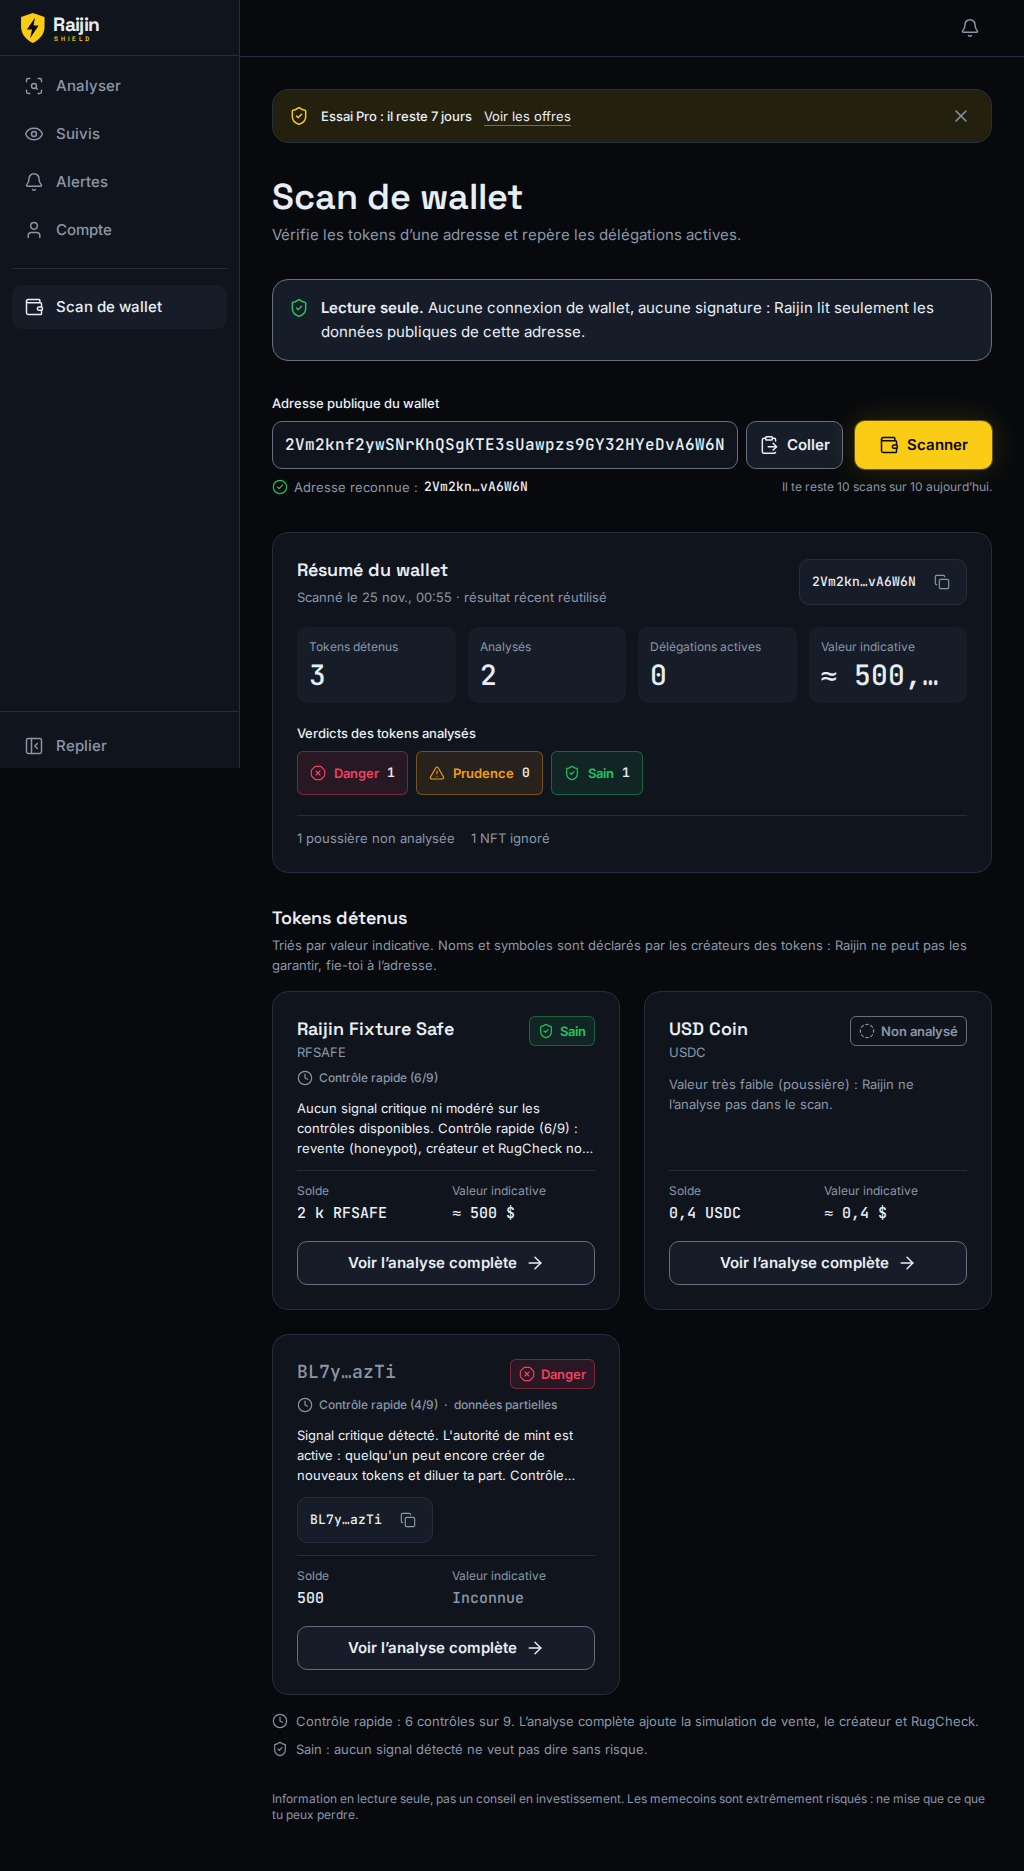 Raijin
SHIELD
Analyser
Suivis
Alertes
Compte
Scan de wallet
Replier
Essai Pro : il reste 7 jours Voir les offres
Scan de wallet
Vérifie les tokens d’une adresse et repère les délégations actives.
Lecture seule. Aucune connexion de wallet, aucune signature : Raijin lit seulement les
données publiques de cette adresse.
Adresse publique du wallet
2Vm2knf2ywSNrKhQSgKTE3sUawpzs9GY32HYeDvA6W6N
Coller
Scanner
Adresse reconnue : 2Vm2kn…vA6W6N
Il te reste 10 scans sur 10 aujourd’hui.
Résumé du wallet
Scanné le 25 nov., 00:55 · résultat récent réutilisé
2Vm2kn…vA6W6N
Tokens détenus
3
Analysés
2
Délégations actives
0
Valeur indicative
≈ 500,…
Verdicts des tokens analysés
Danger 1
Prudence 0
Sain 1
1 poussière non analysée 1 NFT ignoré
Tokens détenus
Triés par valeur indicative. Noms et symboles sont déclarés par les créateurs des tokens : Raijin ne peut pas les
garantir, fie-toi à l’adresse.
Raijin Fixture Safe
Sain
RFSAFE
Contrôle rapide (6/9)
Aucun signal critique ni modéré sur les
contrôles disponibles. Contrôle rapide (6/9) :
revente (honeypot), créateur et RugCheck no…
Solde
2 k RFSAFE
Valeur indicative
≈ 500 $
Voir l’analyse complète
USD Coin
Non analysé
USDC
Valeur très faible (poussière) : Raijin ne
l’analyse pas dans le scan.
Solde
0,4 USDC
Valeur indicative
≈ 0,4 $
Voir l’analyse complète
BL7y…azTi
Danger
Contrôle rapide (4/9) · données partielles
Signal critique détecté. L'autorité de mint est
active : quelqu'un peut encore créer de
nouveaux tokens et diluer ta part. Contrôle…
BL7y…azTi
Solde
500
Valeur indicative
Inconnue
Voir l’analyse complète
Contrôle rapide : 6 contrôles sur 9. L’analyse complète ajoute la simulation de vente, le créateur et RugCheck.
Sain : aucun signal détecté ne veut pas dire sans risque.
Information en lecture seule, pas un conseil en investissement. Les memecoins sont extrêmement risqués : ne mise que ce que
tu peux perdre.